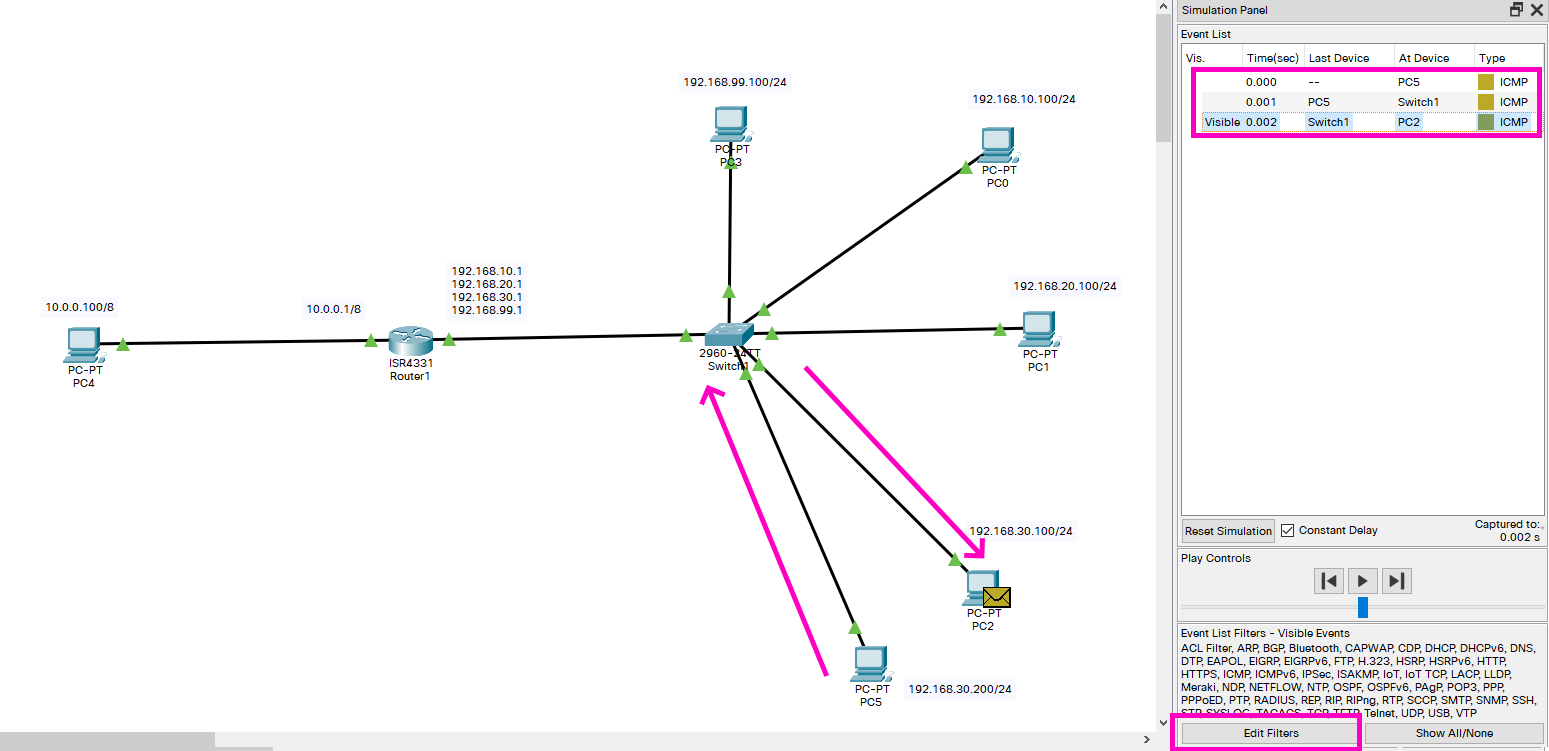 Simulation Panel
Event List
Vis. Time(sec) Last Device At Device Type
0.000 -- PC5 ICMP
0.001 PC5 Switch1 ICMP
Visible 0.002 Switch1 PC2 ICMP
192.168.99.100/24
PC-PT
PC3
192.168.10.100/24
PC-PT
PC0
192.168.10.1
192.168.20.1
192.168.30.1
192.168.99.1
10.0.0.100/8
PC-PT
PC4
10.0.0.1/8
ISR4331
Router1
2960-24TT
Switch1
192.168.20.100/24
PC-PT
PC1
192.168.30.100/24
PC-PT
PC2
PC-PT
PC5
192.168.30.200/24
Reset Simulation Constant Delay
Captured to:
0.002 s
Play Controls
Event List Filters - Visible Events
ACL Filter, ARP, BGP, Bluetooth, CAPWAP, CDP, DHCP, DHCPv6, DNS,
DTP, EAPOL, EIGRP, EIGRPv6, FTP, H.323, HSRP, HSRPv6, HTTP,
HTTPS, ICMP, ICMPv6, IPSec, ISAKMP, IoT, IoT TCP, LACP, LLDP,
Meraki, NDP, NETFLOW, NTP, OSPF, OSPFv6, PAgP, POP3, PPP,
PPPoED, PTP, RADIUS, REP, RIP, RIPng, RTP, SCCP, SMTP, SNMP, SSH,
STP, SYSLOG, TACACS, TCP, TFTP, Telnet, UDP, USB, VTP
Edit Filters Show All/None